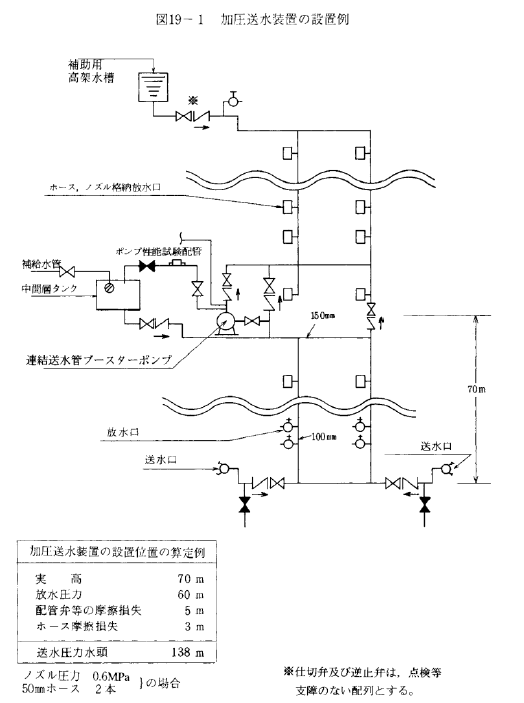 図19-1 加圧送水装置の設置例
補助用
高架水槽
※
ホース，ノズル格納放水口
ポンプ性能試験配管
補給水管
中間層タンク
150mm
連結送水管ブースターポンプ
70m
放水口
100mm
送水口
送水口
加圧送水装置の設置位置の算定例
実 高 70 m
放水圧力 60 m
配管弁等の摩擦損失 5 m
ホース摩擦損失 3 m
送水圧力水頭 138 m
ノズル圧力 0.6MPa
50mmホース 2本 }の場合
※仕切弁及び逆止弁は，点検等
支障のない配列とする。